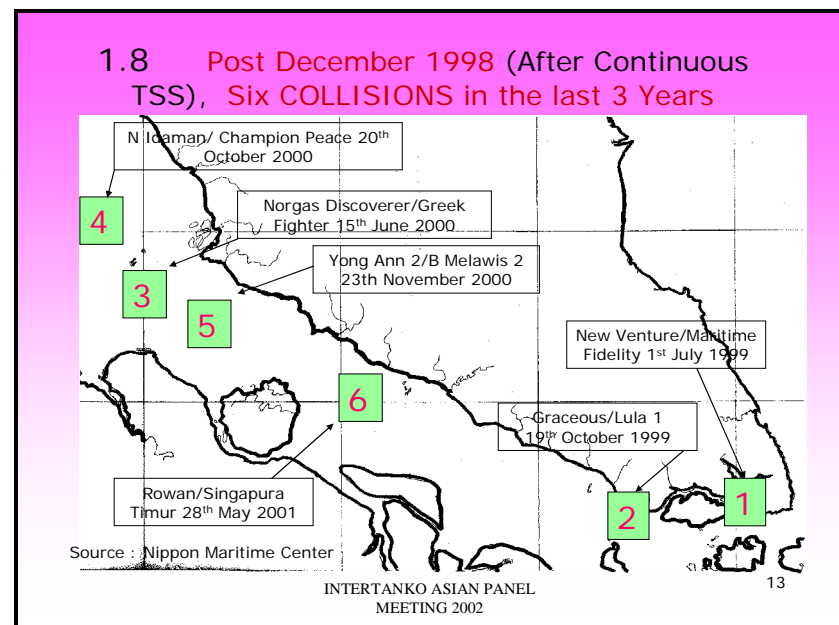 1.8 Post December 1998 (After Continuous
TSS), Six COLLISIONS in the last 3 Years
N Idaman/ Champion Peace 20th
October 2000
Norgas Discoverer/Greek
Fighter 15th June 2000
4
Yong Ann 2/B Melawis 2
23th November 2000
3
5
New Venture/Maritime
Fidelity 1st July 1999
6
Graceous/Lula 1
19th October 1999
Rowan/Singapura
Timur 28th May 2001
2
1
Source : Nippon Maritime Center
INTERTANKO ASIAN PANEL
MEETING 2002
13